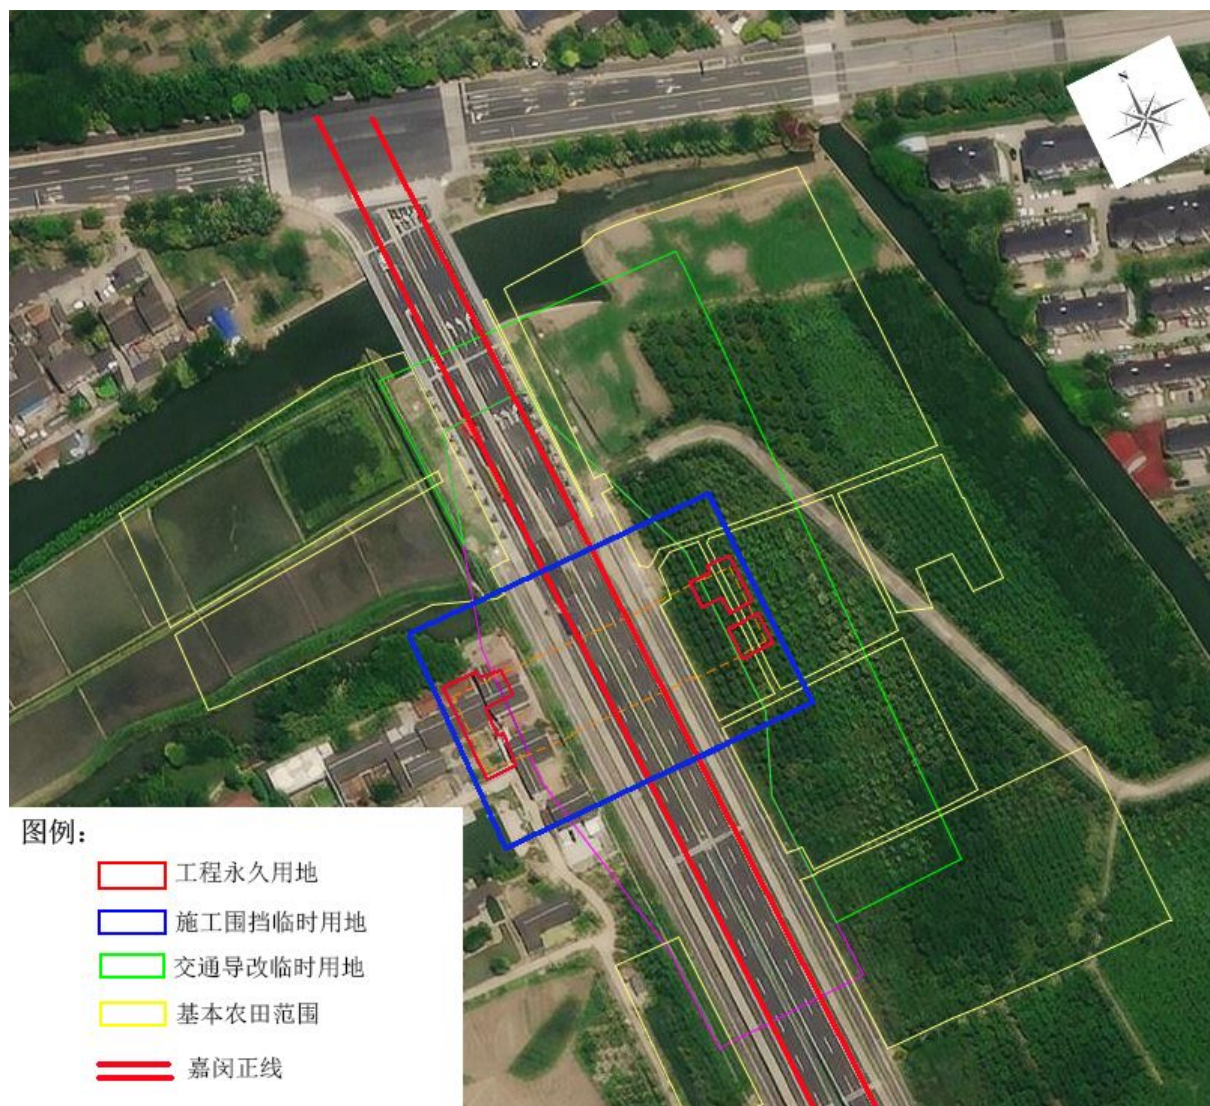 N
图例：
工程永久用地
施工围挡临时用地
交通导改临时用地
基本农田范围
嘉闵正线